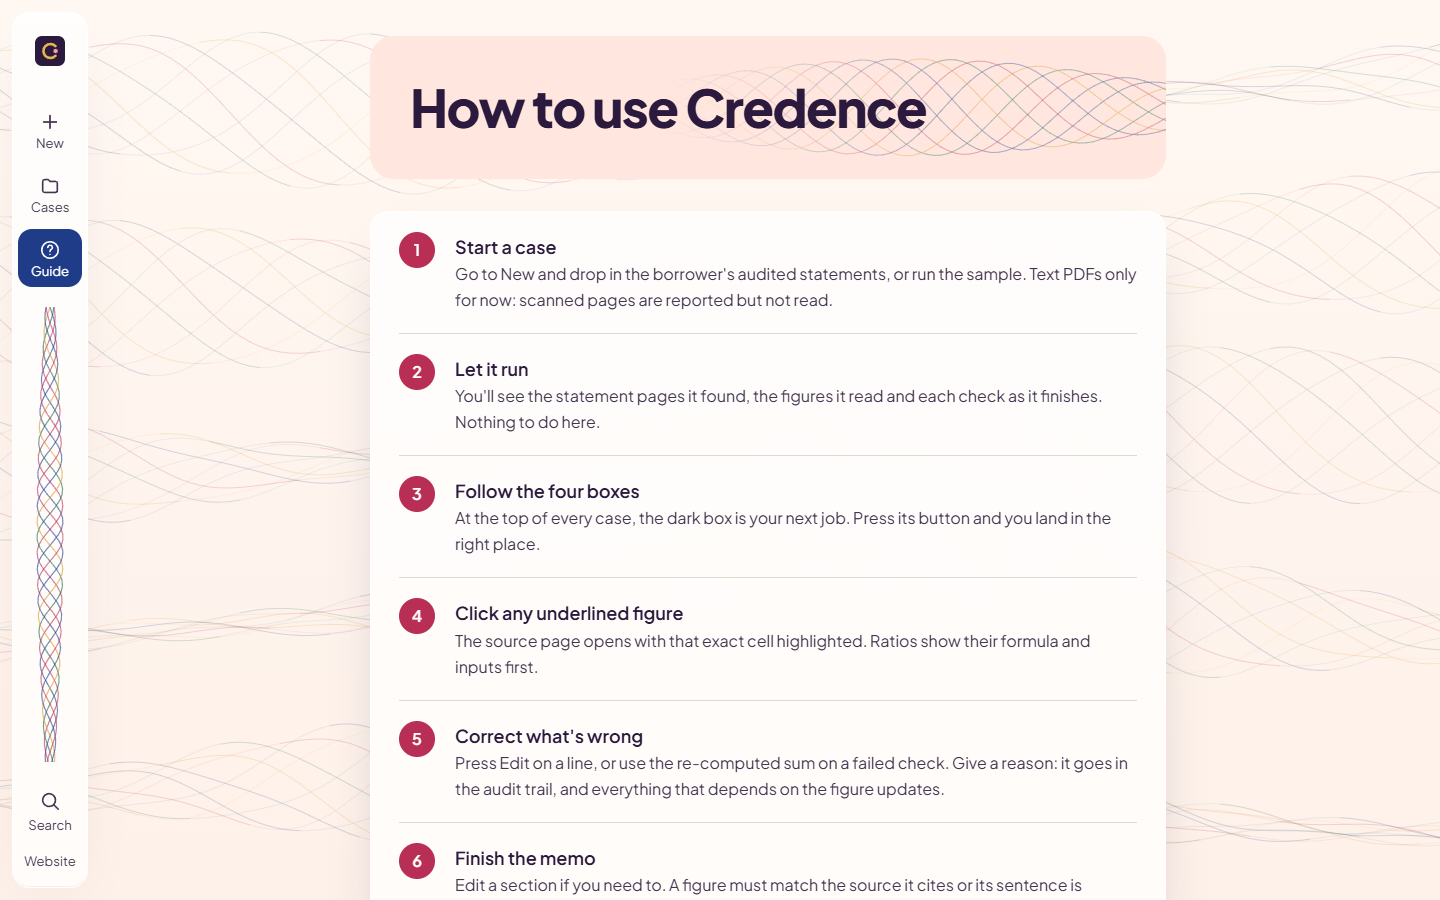 New
Cases
Guide
Search
Website
How to use Credence
1
Start a case
Go to New and drop in the borrower's audited statements, or run the sample. Text PDFs only
for now: scanned pages are reported but not read.
2
Let it run
You'll see the statement pages it found, the figures it read and each check as it finishes.
Nothing to do here.
3
Follow the four boxes
At the top of every case, the dark box is your next job. Press its button and you land in the
right place.
4
Click any underlined figure
The source page opens with that exact cell highlighted. Ratios show their formula and
inputs first.
5
Correct what's wrong
Press Edit on a line, or use the re-computed sum on a failed check. Give a reason: it goes in
the audit trail, and everything that depends on the figure updates.
6
Finish the memo
Edit a section if you need to. A figure must match the source it cites or its sentence is